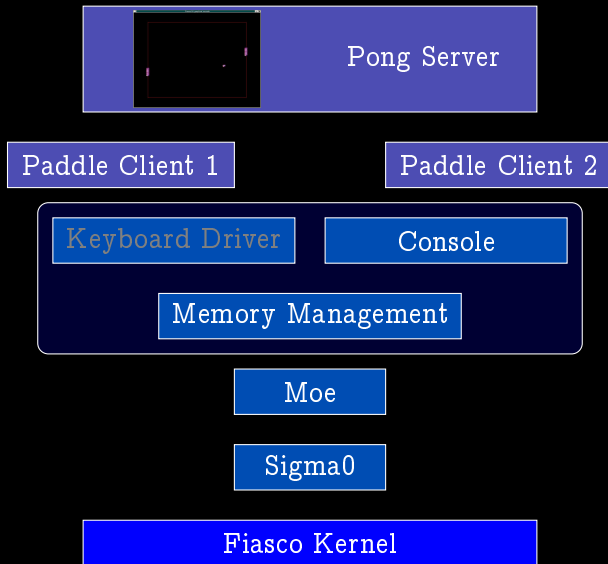 Pong Server
Paddle Client 1
Paddle Client 2
Keyboard Driver
Console
Memory Management
Moe
Sigma0
Fiasco Kernel